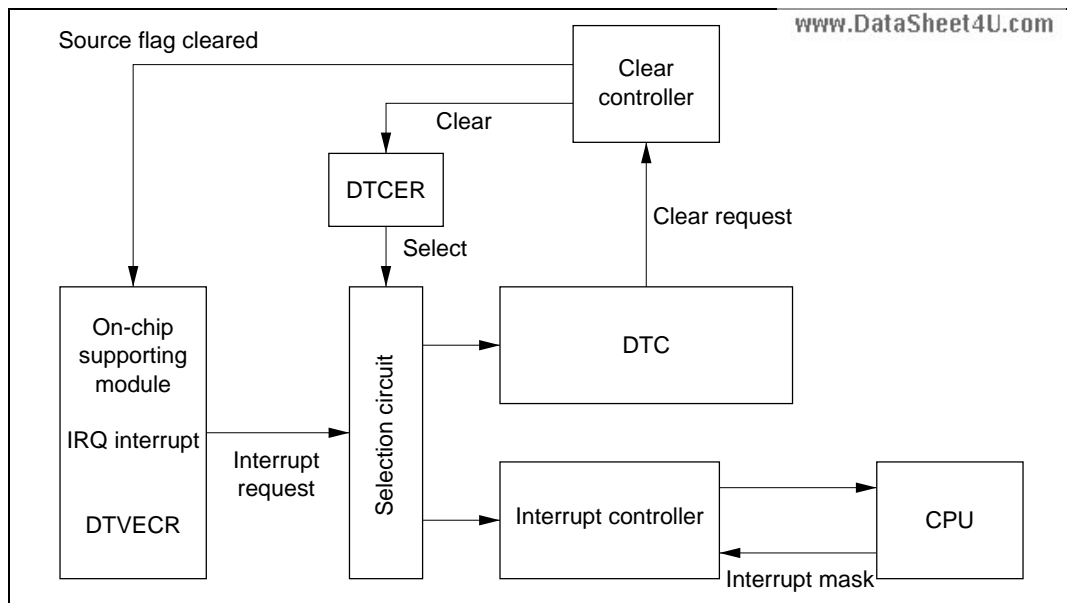 www.DataSheet4U.com
Source flag cleared
Clear
controller
Clear
DTCER
Clear request
Select
On-chip
supporting
module
DTC
Selection circuit
IRQ interrupt
Interrupt
request
DTVECR
Interrupt controller
CPU
Interrupt mask